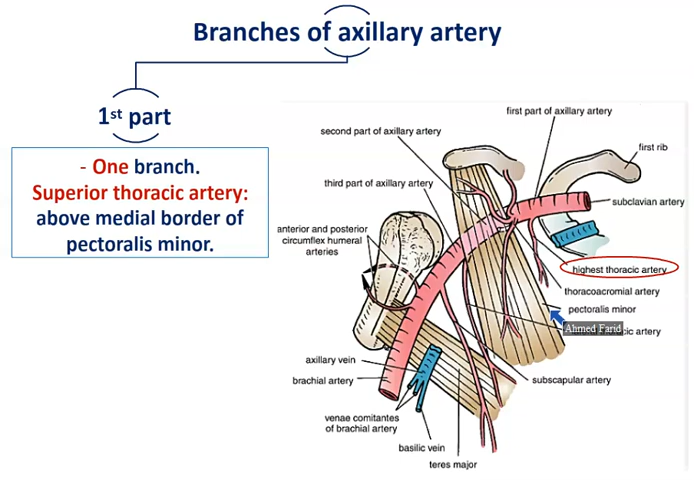 Branches of axillary artery
1st part
- One branch.
Superior thoracic artery:
above medial border of
pectoralis minor.
first part of axillary artery
second part of axillary artery
first rib
third part of axillary artery
subclavian artery
anterior and posterior
circumflex humeral
arteries
highest thoracic artery
thoracoacromial artery
pectoralis minor
Ahmed Farid
artery
axillary vein
brachial artery
subscapular artery
venae comitantes
of brachial artery
basilic vein
teres major